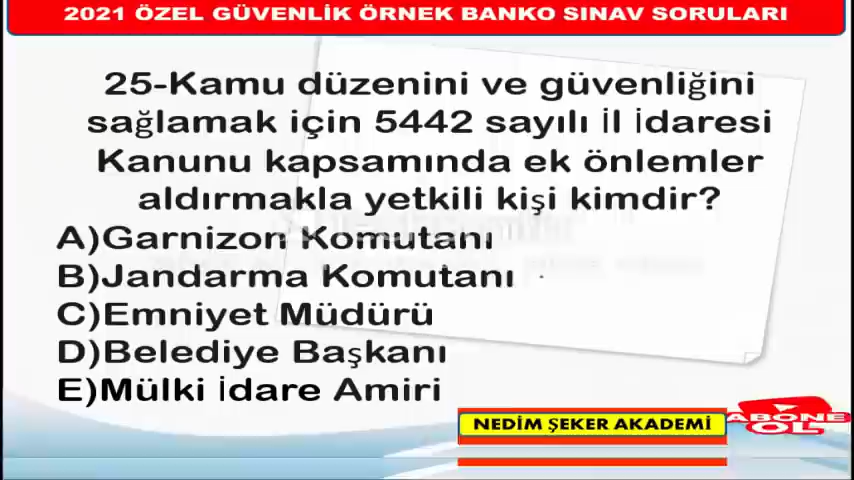 2021 ÖZEL GÜVENLİK ÖRNEK BANKO SINAV SORULARI
25-Kamu düzenini ve güvenliğini
sağlamak için 5442 sayılı İl İdaresi
Kanunu kapsamında ek önlemler
aldırmakla yetkili kişi kimdir?
A)Garnizon Komutanı
B)Jandarma Komutanı
C)Emniyet Müdürü
D)Belediye Başkanı
E)Mülki İdare Amiri
NEDİM ŞEKER AKADEMİ
ABONE
OL